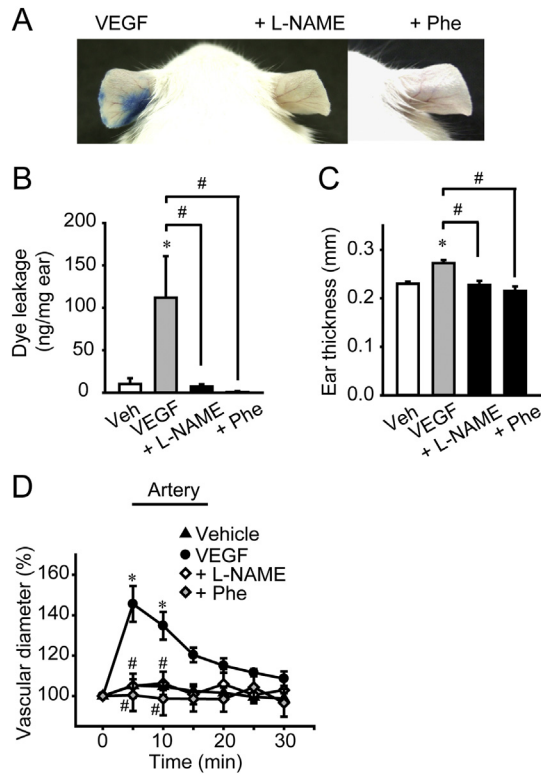 A
VEGF + L-NAME + Phe
B
#
#
*
200
150
100
50
0
Dye leakage
(ng/mg ear)
Veh VEGF + L-NAME + Phe
C
#
#
*
0.3
0.2
0.1
0.0
Ear thickness (mm)
Veh VEGF + L-NAME + Phe
D
Artery
Vehicle
VEGF
+ L-NAME
+ Phe
160
140
120
100
Vascular diameter (%)
* *
# #
# #
0 10 20 30
Time (min)